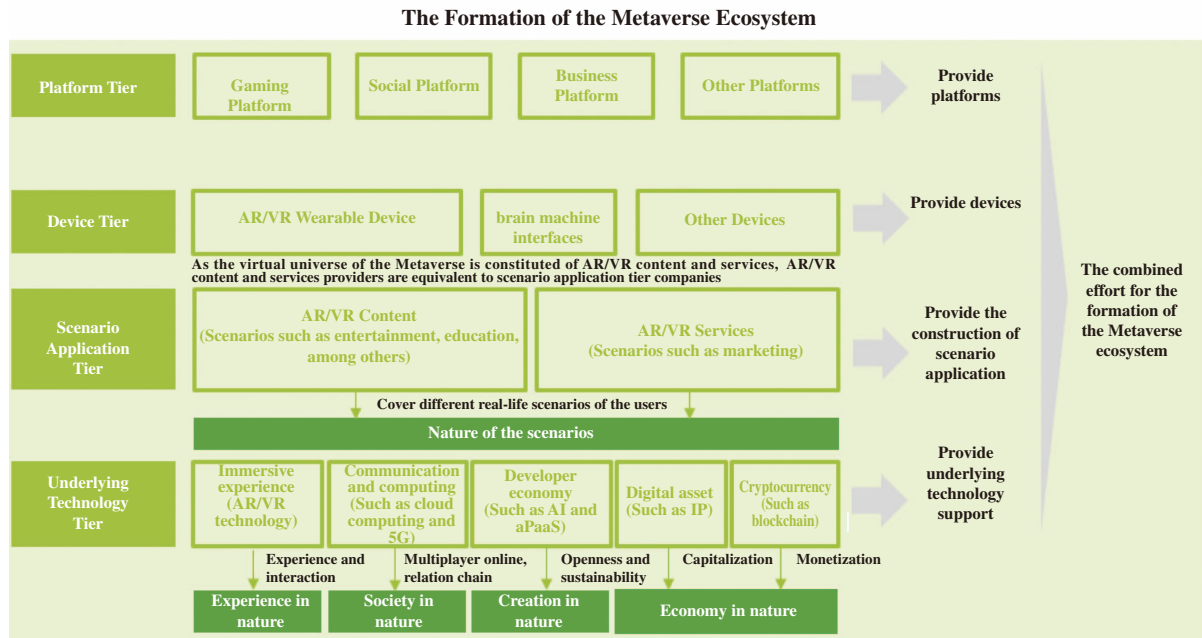 The Formation of the Metaverse Ecosystem
Platform Tier
Gaming
Platform
Social Platform
Business
Platform
Other Platforms
Provide
platforms
Device Tier
AR/VR Wearable Device
brain machine
interfaces
Other Devices
Provide devices
As the virtual universe of the Metaverse is constituted of AR/VR content and services, AR/VR
content and services providers are equivalent to scenario application tier companies
Scenario
Application
Tier
AR/VR Content
(Scenarios such as entertainment, education,
among others)
AR/VR Services
(Scenarios such as marketing)
Provide the
construction of
scenario
application
The combined
effort for the
formation of
the Metaverse
ecosystem
Cover different real-life scenarios of the users
Nature of the scenarios
Underlying
Technology
Tier
Immersive
experience
(AR/VR
technology)
Communication
and computing
(Such as cloud
computing and
5G)
Developer
economy
(Such as AI and
aPaaS)
Digital asset
(Such as IP)
Cryptocurrency
(Such as
blockchain)
Provide
underlying
technology
support
Experience and
interaction
Multiplayer online,
relation chain
Openness and
sustainability
Capitalization
Monetization
Experience in
nature
Society in
nature
Creation in
nature
Economy in nature